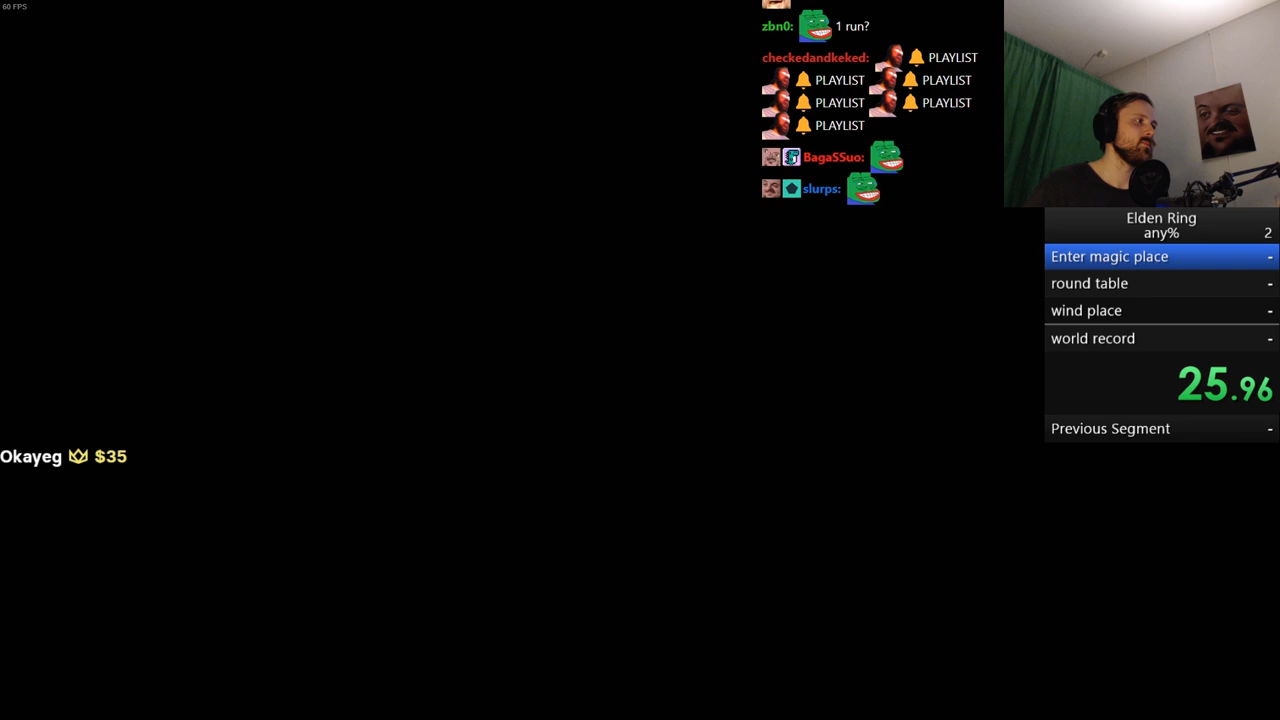 60 FPS
zbn0: 1 run?
checkedandkeked: PLAYLIST
PLAYLIST PLAYLIST
PLAYLIST PLAYLIST
PLAYLIST
BagaSSuo:
slurps:
Elden Ring
any% 2
Enter magic place -
round table -
wind place -
world record -
25.96
Previous Segment -
Okayeg $35